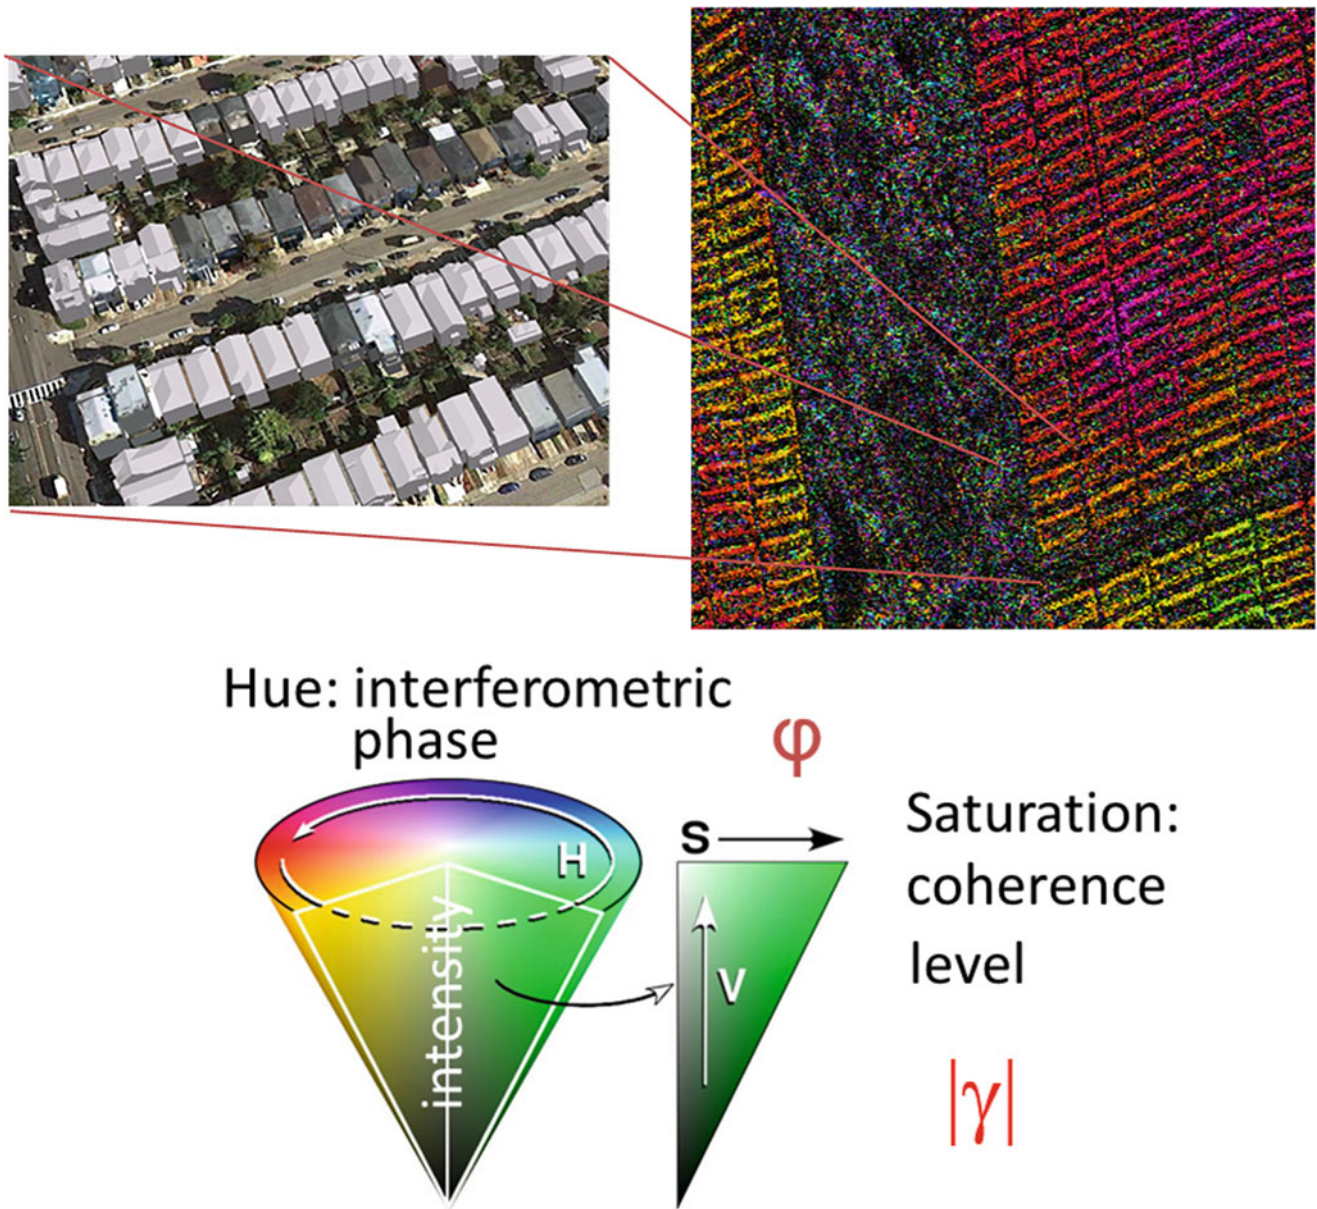 Hue: interferometric
phase
φ
Saturation:
coherence
level
S
H
V
intensity
|γ|